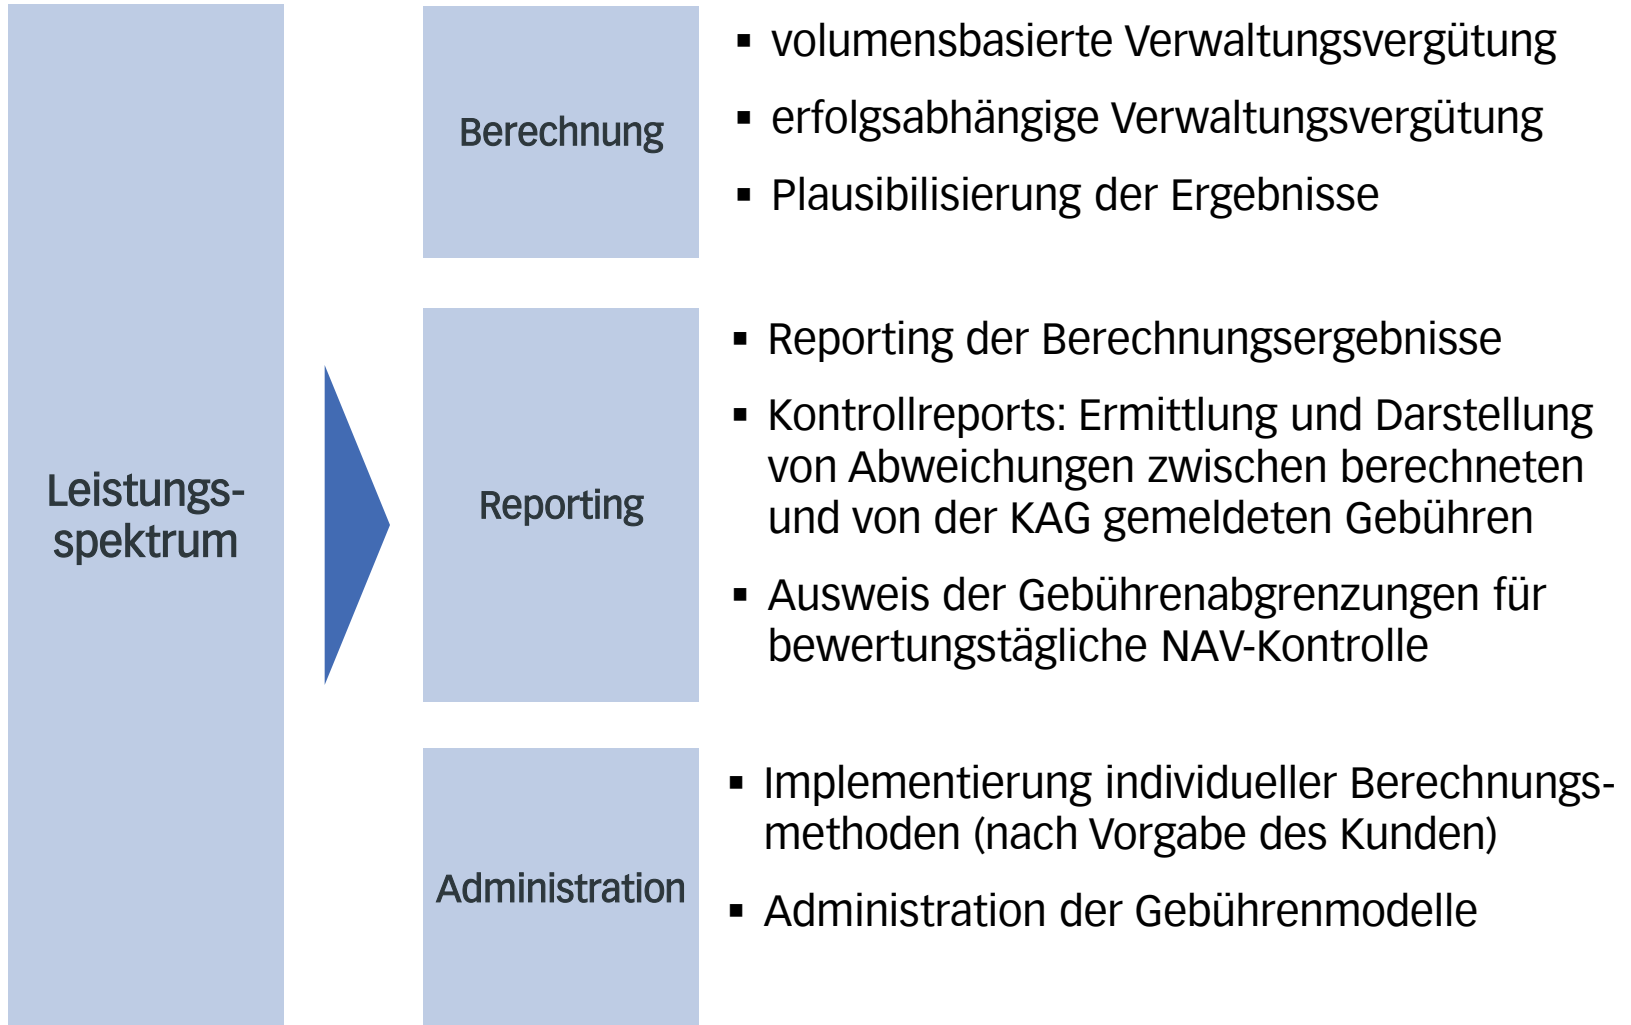 Leistungs-
spektrum
Berechnung
▪ volumensbasierte Verwaltungsvergütung
▪ erfolgsabhängige Verwaltungsvergütung
▪ Plausibilisierung der Ergebnisse
Reporting
▪ Reporting der Berechnungsergebnisse
▪ Kontrollreports: Ermittlung und Darstellung
von Abweichungen zwischen berechneten
und von der KAG gemeldeten Gebühren
▪ Ausweis der Gebührenabgrenzungen für
bewertungstägliche NAV-Kontrolle
Administration
▪ Implementierung individueller Berechnungs-
methoden (nach Vorgabe des Kunden)
▪ Administration der Gebührenmodelle